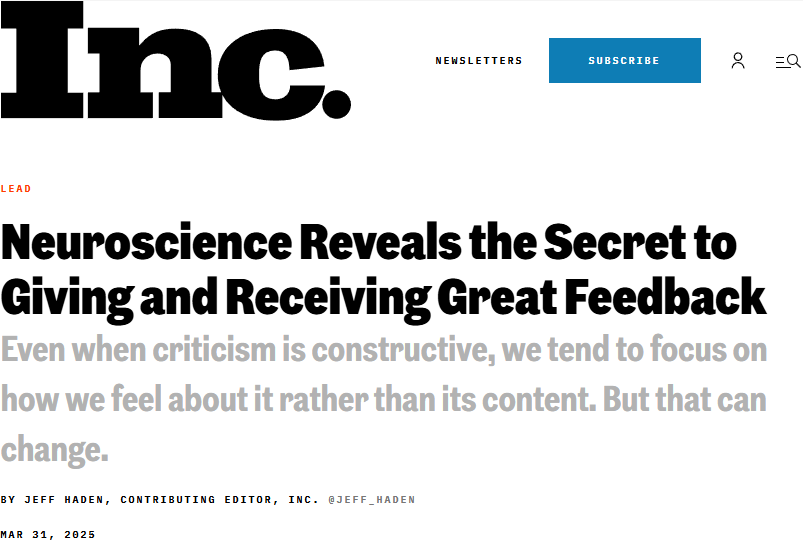 Inc.
NEWSLETTERS
SUBSCRIBE
LEAD
Neuroscience Reveals the Secret to
Giving and Receiving Great Feedback
Even when criticism is constructive, we tend to focus on
how we feel about it rather than its content. But that can
change.
BY JEFF HADEN, CONTRIBUTING EDITOR, INC. @JEFF_HADEN
MAR 31, 2025